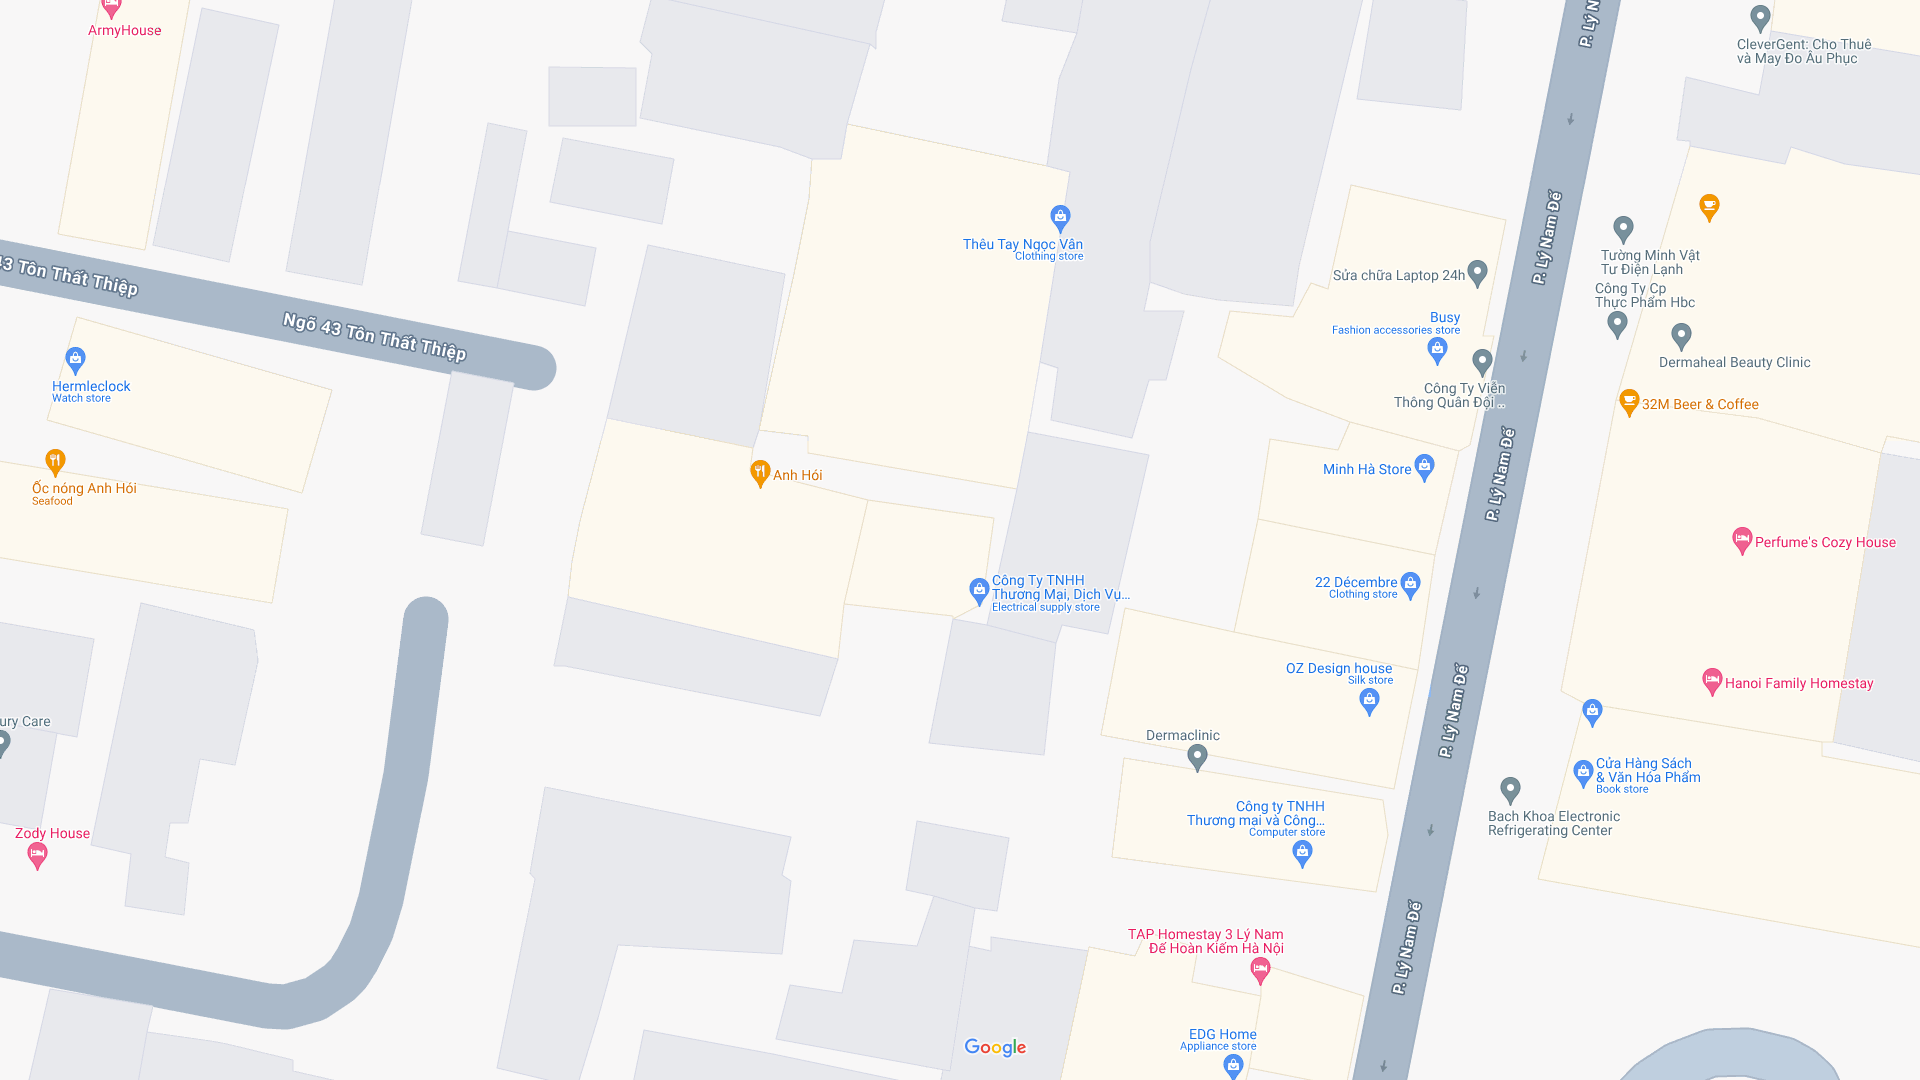 ArmyHouse
P. Lý N
CleverGent: Cho Thuê
và May Đo Âu Phục
Thêu Tay Ngọc Vân
Clothing store
P. Lý Nam Đế
Tường Minh Vật
Tư Điện Lạnh
43 Tôn Thất Thiệp
Sửa chữa Laptop 24h
Công Ty Cp
Thực Phẩm Hbc
Ngõ 43 Tôn Thất Thiệp
Busy
Fashion accessories store
Dermaheal Beauty Clinic
Hermleclock
Watch store
Công Ty Viễn
Thông Quân Đội ..
32M Beer & Coffee
P. Lý Nam Đế
Minh Hà Store
Anh Hói
Ốc nóng Anh Hói
Seafood
Perfume's Cozy House
Công Ty TNHH
Thương Mại, Dịch Vụ...
Electrical supply store
22 Décembre
Clothing store
OZ Design house
Silk store
P. Lý Nam Đế
Hanoi Family Homestay
ury Care
Dermaclinic
Cửa Hàng Sách
& Văn Hóa Phẩm
Book store
Công ty TNHH
Thương mại và Công...
Computer store
Bach Khoa Electronic
Refrigerating Center
Zody House
TAP Homestay 3 Lý Nam
Đế Hoàn Kiếm Hà Nội
P. Lý Nam Đế
EDG Home
Appliance store
Google